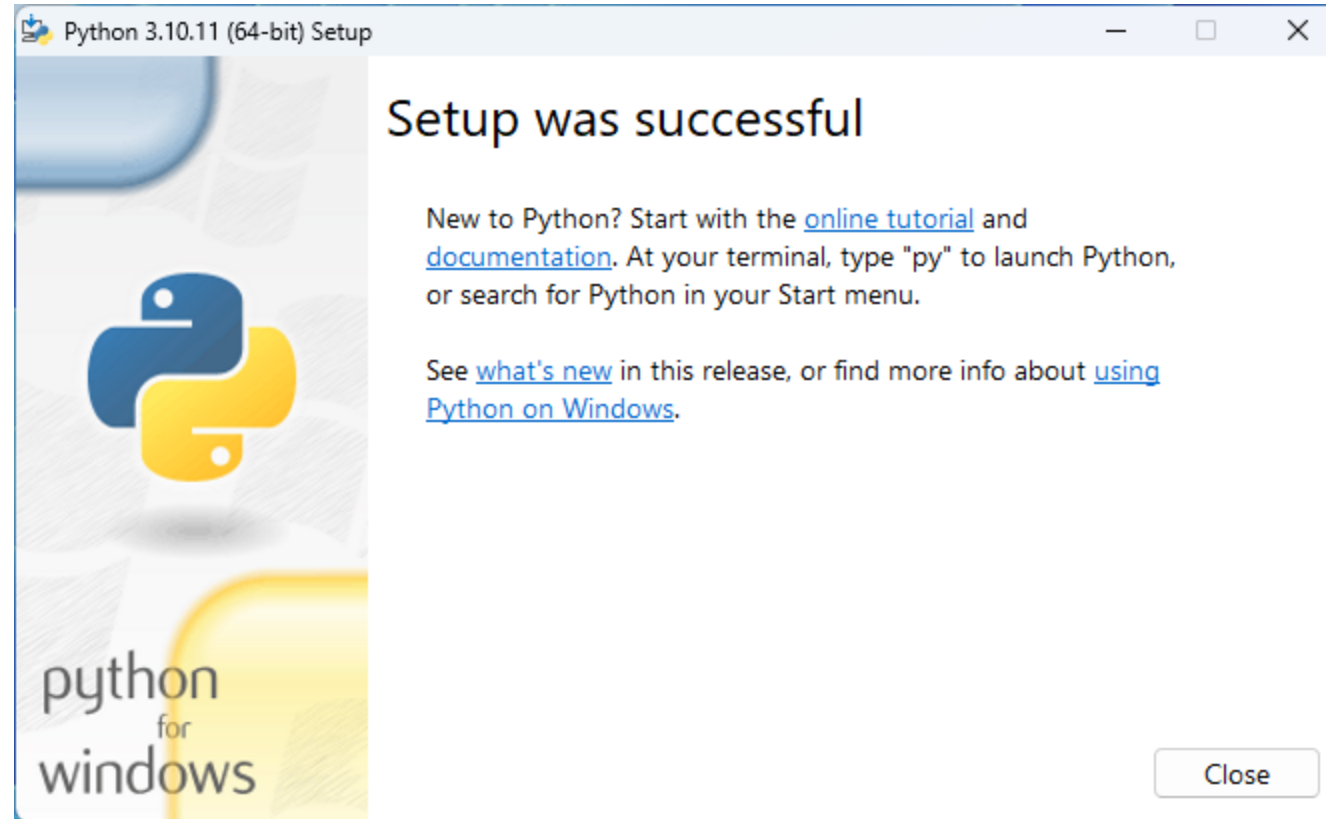 Python 3.10.11 (64-bit) Setup
Setup was successful
New to Python? Start with the online tutorial and
documentation. At your terminal, type "py" to launch Python,
or search for Python in your Start menu.
See what's new in this release, or find more info about using
Python on Windows.
python
for
windows
Close